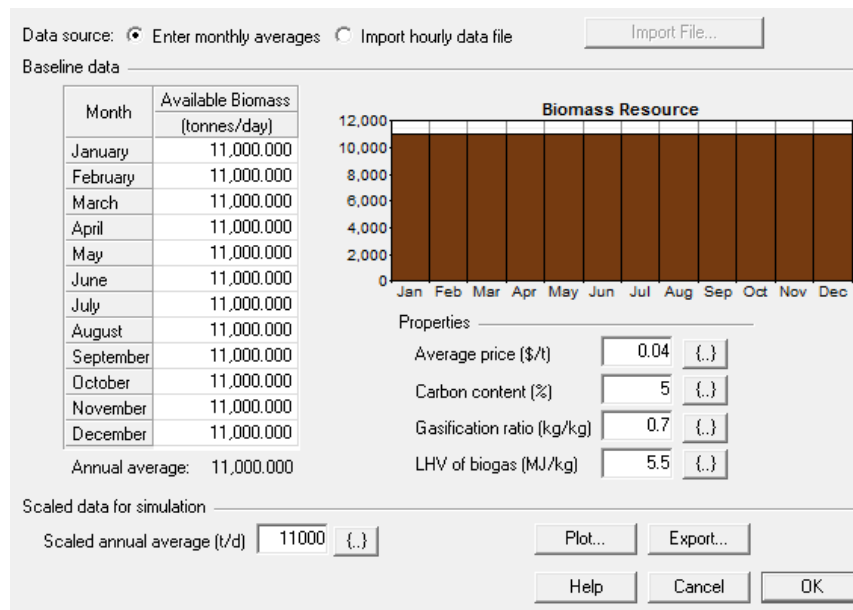 Data source: Enter monthly averages Import hourly data file Import File...
Baseline data
Month Available Biomass
(tonnes/day)
January 11,000.000
February 11,000.000
March 11,000.000
April 11,000.000
May 11,000.000
June 11,000.000
July 11,000.000
August 11,000.000
September 11,000.000
October 11,000.000
November 11,000.000
December 11,000.000
Annual average: 11,000.000
Biomass Resource
12,000
10,000
8,000
6,000
4,000
2,000
0
Jan Feb Mar Apr May Jun Jul Aug Sep Oct Nov Dec
Properties
Average price ($/t) 0.04 {..}
Carbon content (%) 5 {..}
Gasification ratio (kg/kg) 0.7 {..}
LHV of biogas (MJ/kg) 5.5 {..}
Scaled data for simulation
Scaled annual average (t/d) 11000 {..}
Plot... Export...
Help Cancel OK